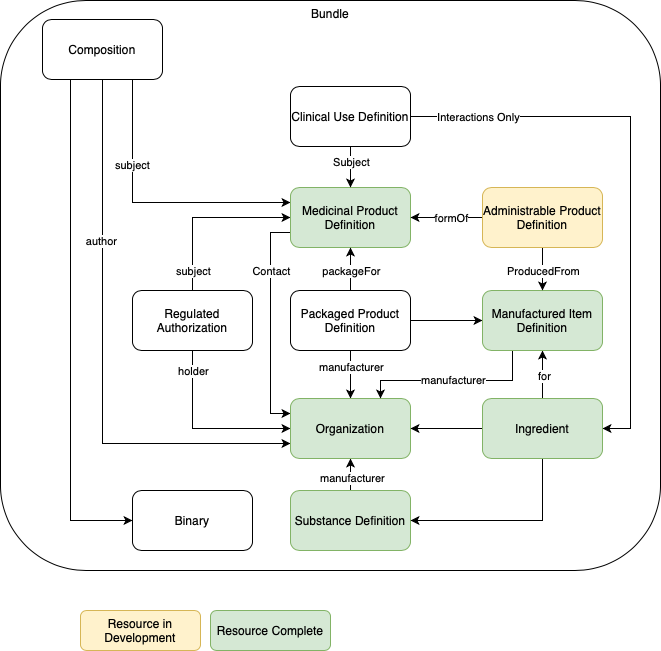 Bundle
Composition
Clinical Use Definition
Interactions Only
subject
Subject
Medicinal Product
Definition
formOf
Administrable Product
Definition
author
subject
Contact
packageFor
ProducedFrom
Regulated
Authorization
Packaged Product
Definition
Manufactured Item
Definition
holder
manufacturer
manufacturer
for
Organization
Ingredient
manufacturer
Binary
Substance Definition
Resource in
Development
Resource Complete